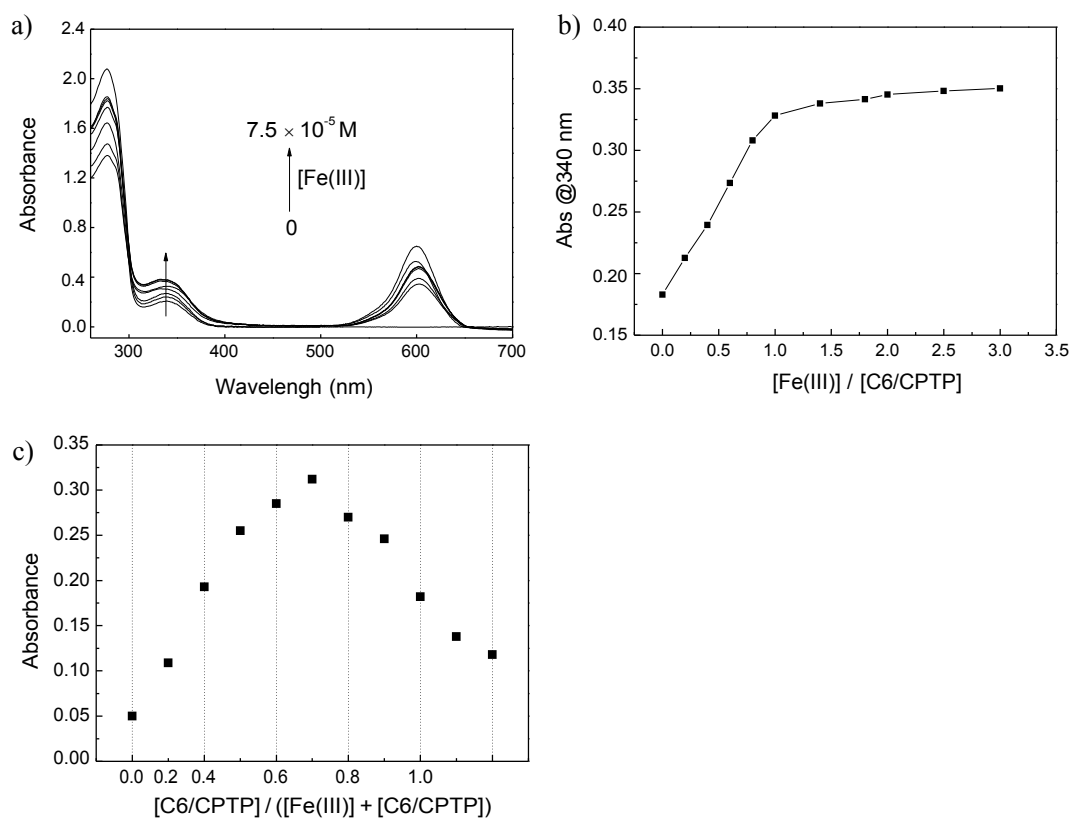 a)
2.4
2.0
1.6
1.2
0.8
0.4
0.0
Absorbance
7.5 × 10⁻⁵ M
[Fe(III)]
0
300 400 500 600 700
Wavelengh (nm)
b)
0.40
0.35
0.30
0.25
0.20
0.15
Abs @340 nm
0.0 0.5 1.0 1.5 2.0 2.5 3.0 3.5
[Fe(III)] / [C6/CPTP]
c)
0.35
0.30
0.25
0.20
0.15
0.10
0.05
0.00
Absorbance
0.0 0.2 0.4 0.6 0.8 1.0
[C6/CPTP] / ([Fe(III)] + [C6/CPTP])